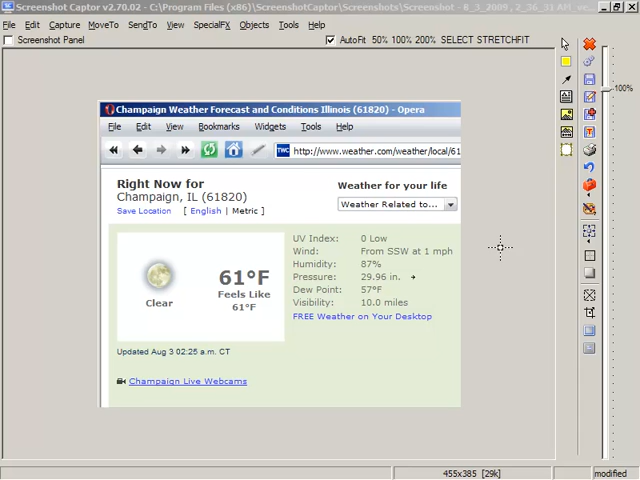 Screenshot Captor v2.70.02 - C:\Program Files (x86)\ScreenshotCaptor\Screenshots\Screenshot - 8_3_2009 , 2_36_31 AM_ve...
File Edit Capture MoveTo SendTo View SpecialFX Objects Tools Help
Screenshot Panel AutoFit 50% 100% 200% SELECT STRETCHFIT
100%
Champaign Weather Forecast and Conditions Illinois (61820) - Opera
File Edit View Bookmarks Widgets Tools Help
TWC http://www.weather.com/weather/local/61
Right Now for
Champaign, IL (61820)
Save Location [ English | Metric ]
Weather for your life
Weather Related to...
Clear
61°F
Feels Like
61°F
UV Index: 0 Low
Wind: From SSW at 1 mph
Humidity: 87%
Pressure: 29.96 in.
Dew Point: 57°F
Visibility: 10.0 miles
FREE Weather on Your Desktop
Updated Aug 3 02:25 a.m. CT
Champaign Live Webcams
455x385 [29k] modified